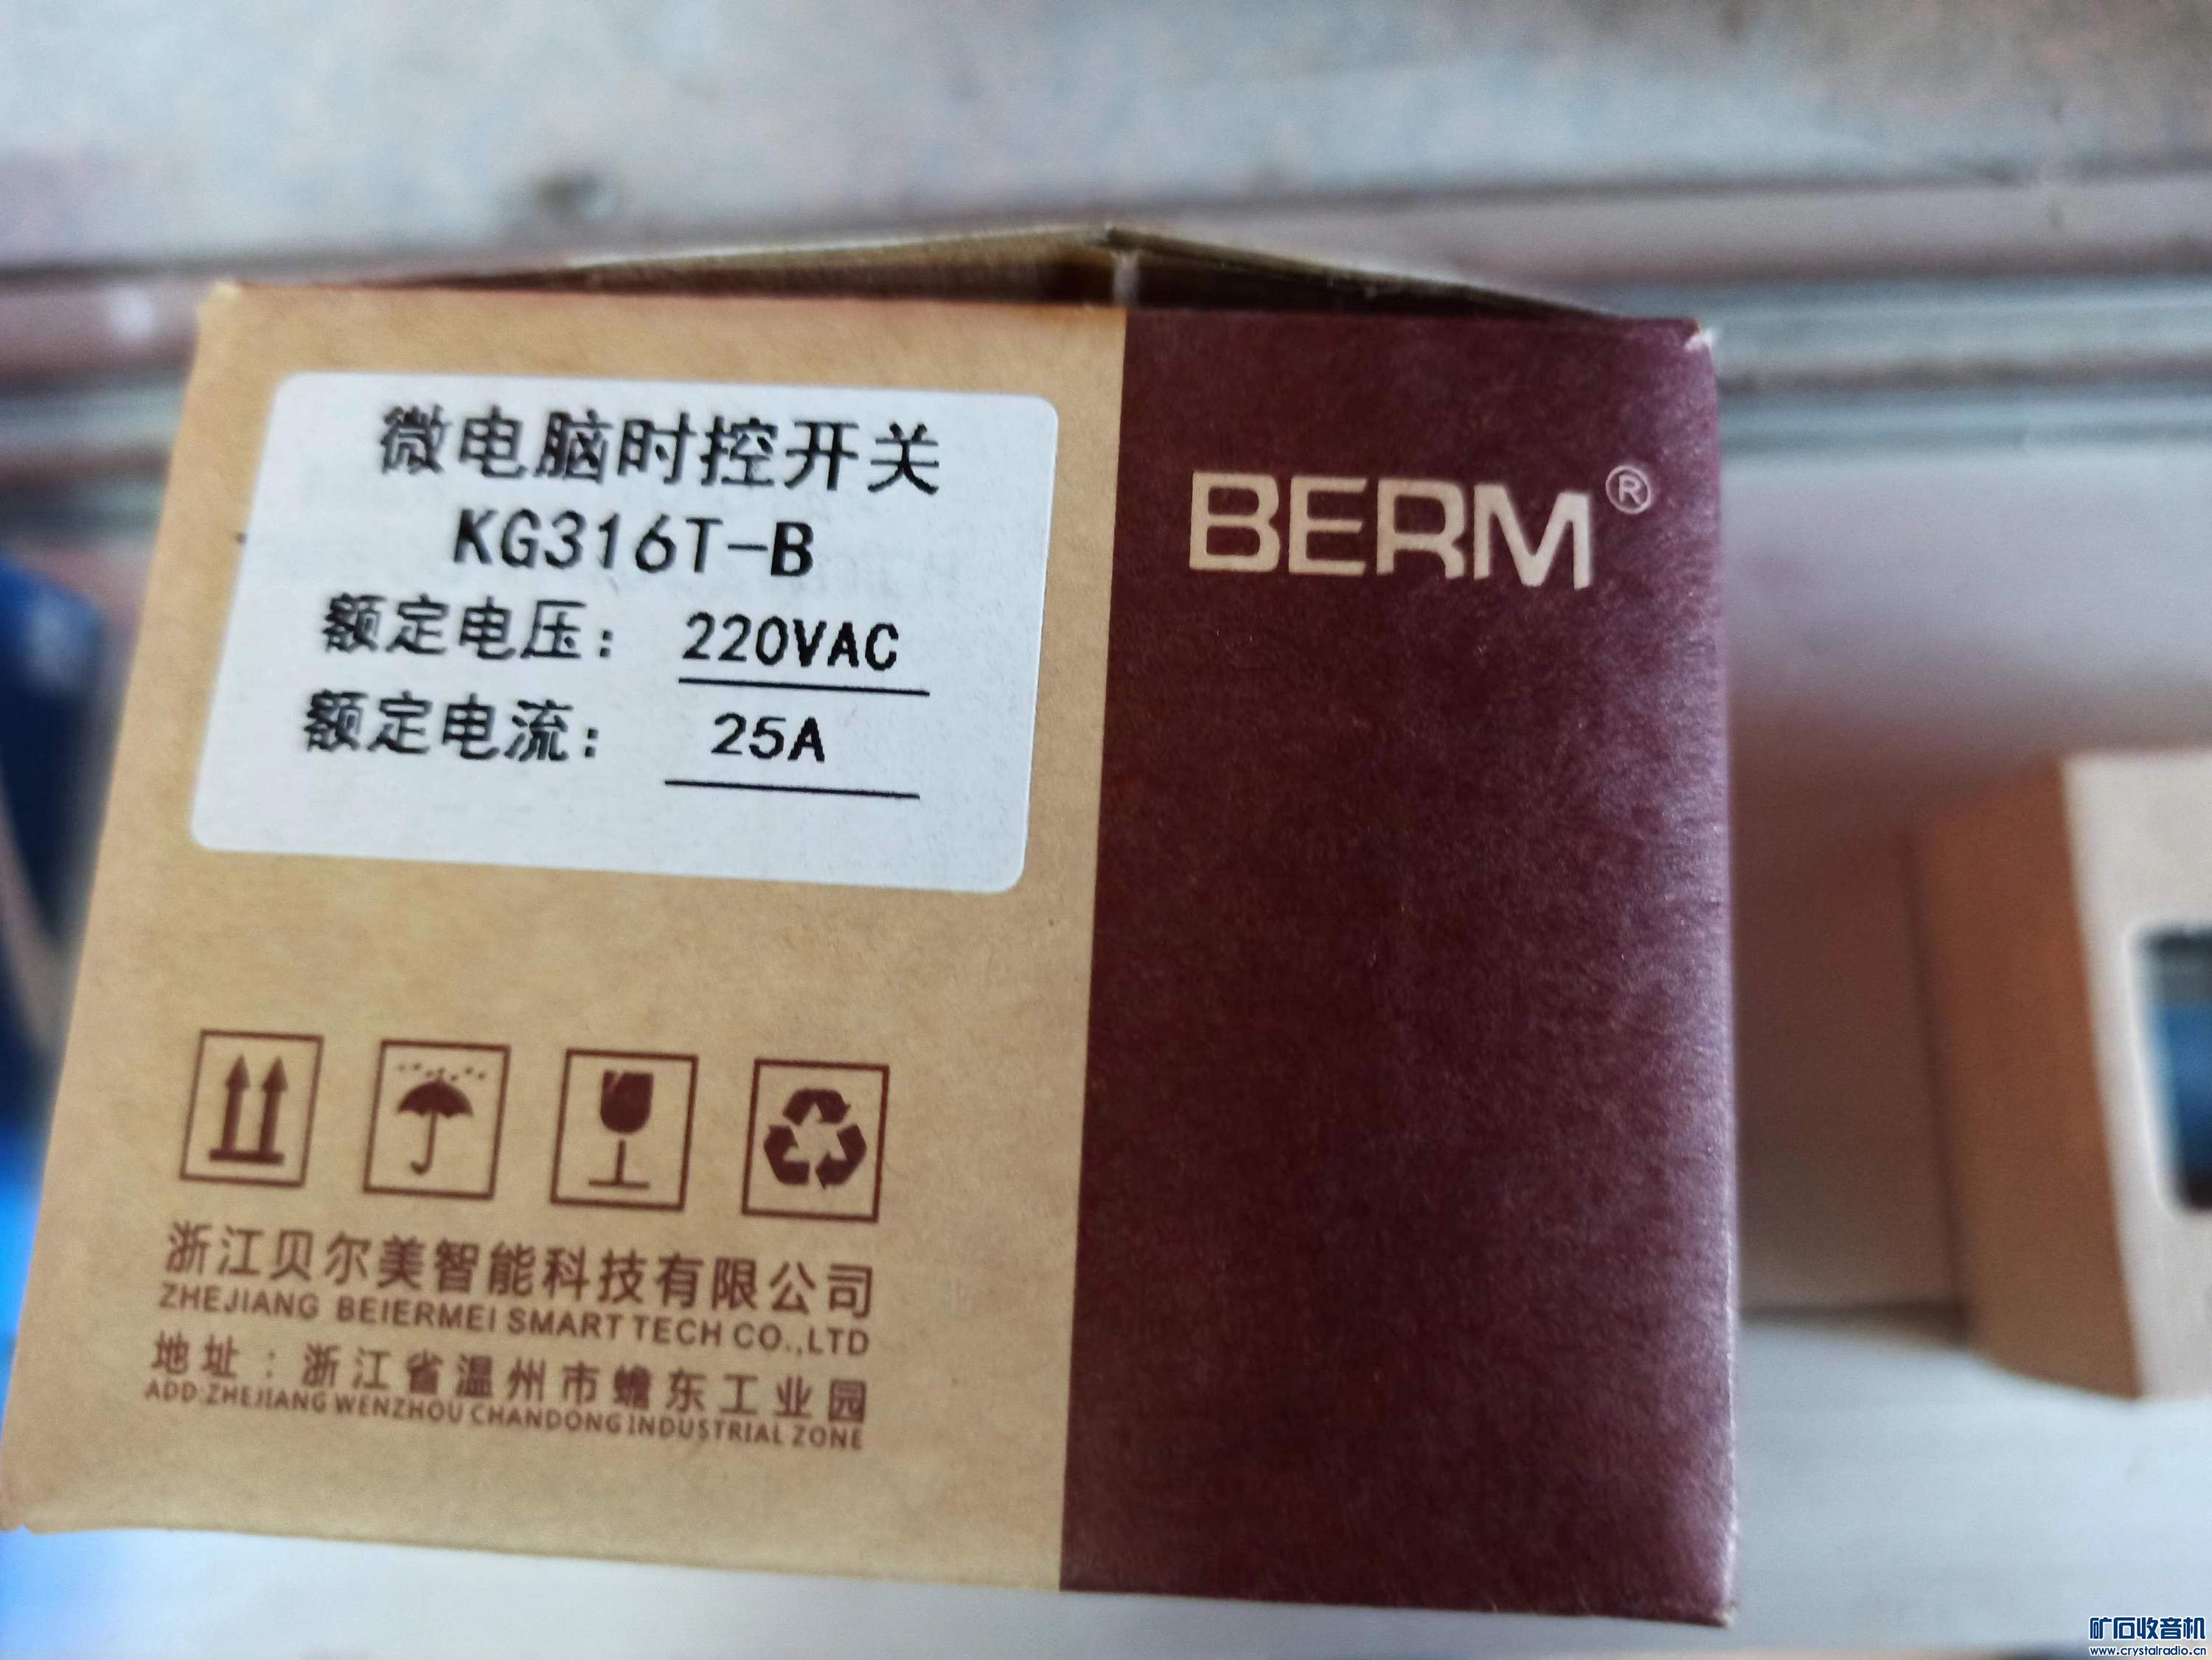 微电脑时控开关
KG316T-B
额定电压： 220VAC
额定电流： 25A
BERM®
浙江贝尔美智能科技有限公司
ZHEJIANG BEIERMEI SMART TECH CO.,LTD
地址：浙江省温州市蟾东工业园
ADD:ZHEJIANG WENZHOU CHANDONG INDUSTRIAL ZONE
矿石收音机
www.crystalradio.cn